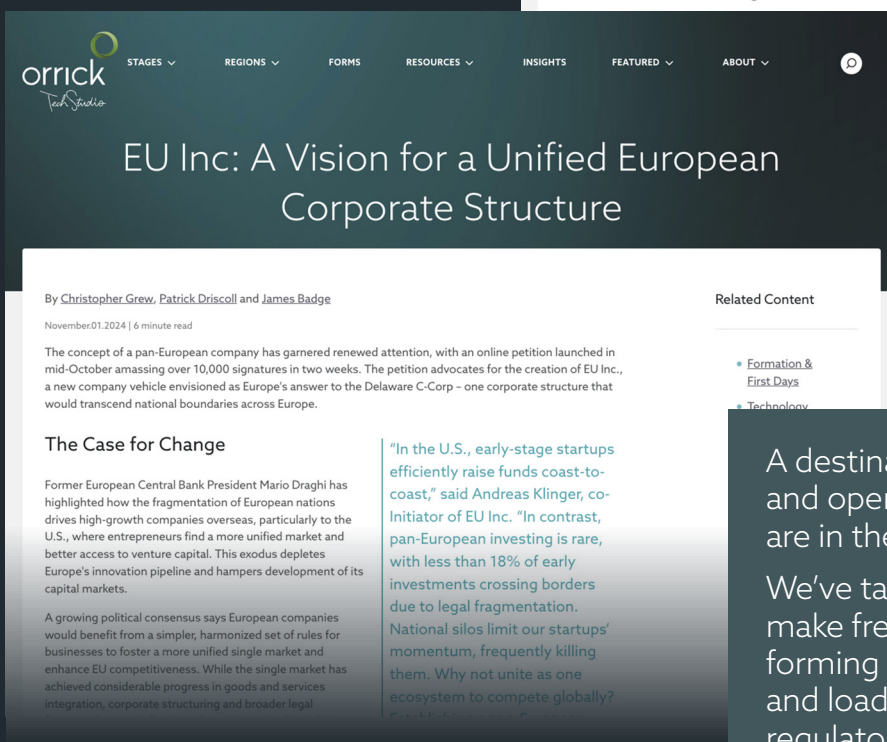 orrick
Tech Studio
STAGES
REGIONS
FORMS
RESOURCES
INSIGHTS
FEATURED
ABOUT
EU Inc: A Vision for a Unified European
Corporate Structure
By Christopher Grew, Patrick Driscoll and James Badge
November.01.2024 | 6 minute read
The concept of a pan-European company has garnered renewed attention, with an online petition launched in
mid-October amassing over 10,000 signatures in two weeks. The petition advocates for the creation of EU Inc.,
a new company vehicle envisioned as Europe's answer to the Delaware C-Corp – one corporate structure that
would transcend national boundaries across Europe.
The Case for Change
Former European Central Bank President Mario Draghi has
highlighted how the fragmentation of European nations
drives high-growth companies overseas, particularly to the
U.S., where entrepreneurs find a more unified market and
better access to venture capital. This exodus depletes
Europe's innovation pipeline and hampers development of its
capital markets.
A growing political consensus says European companies
would benefit from a simpler, harmonized set of rules for
businesses to foster a more unified single market and
enhance EU competitiveness. While the single market has
achieved considerable progress in goods and services
integration, corporate structuring and broader legal
"In the U.S., early-stage startups
efficiently raise funds coast-to-
coast," said Andreas Klinger, co-
Initiator of EU Inc. "In contrast,
pan-European investing is rare,
with less than 18% of early
investments crossing borders
due to legal fragmentation.
National silos limit our startups'
momentum, frequently killing
them. Why not unite as one
ecosystem to compete globally?
Related Content
Formation &
First Days
Technology
A
and
are in the
We've
make
forming
and